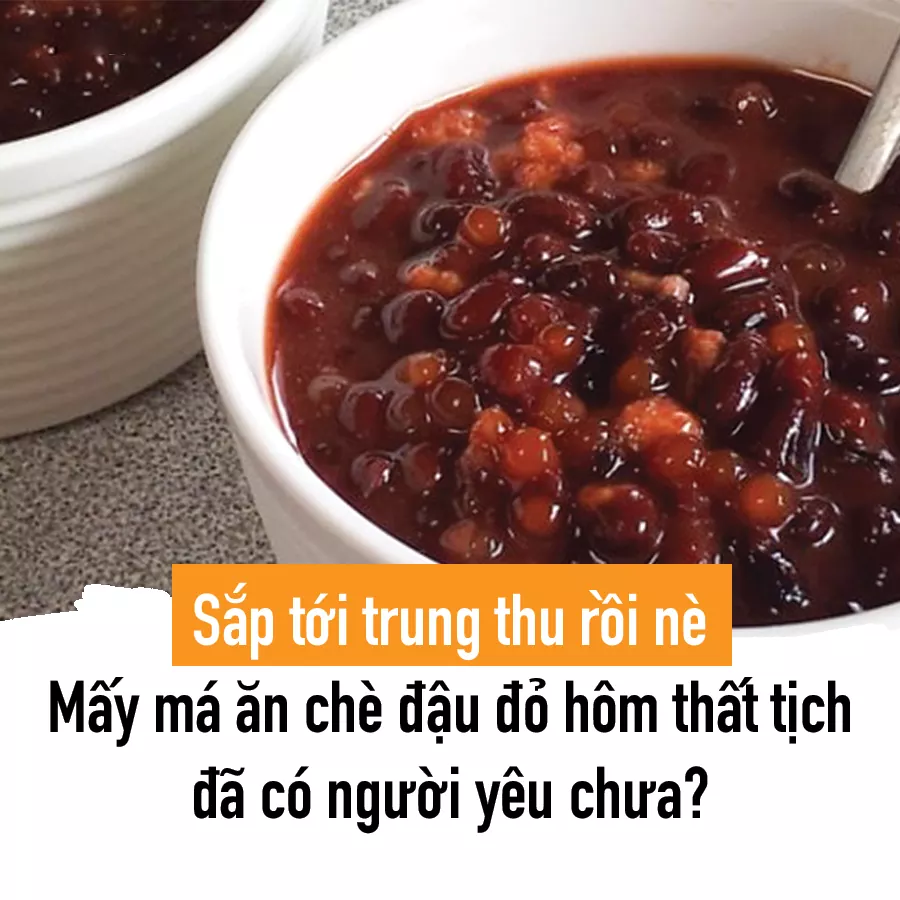 Sắp tới trung thu rồi nè
Mấy má ăn chè đậu đỏ hôm thất tịch
đã có người yêu chưa?